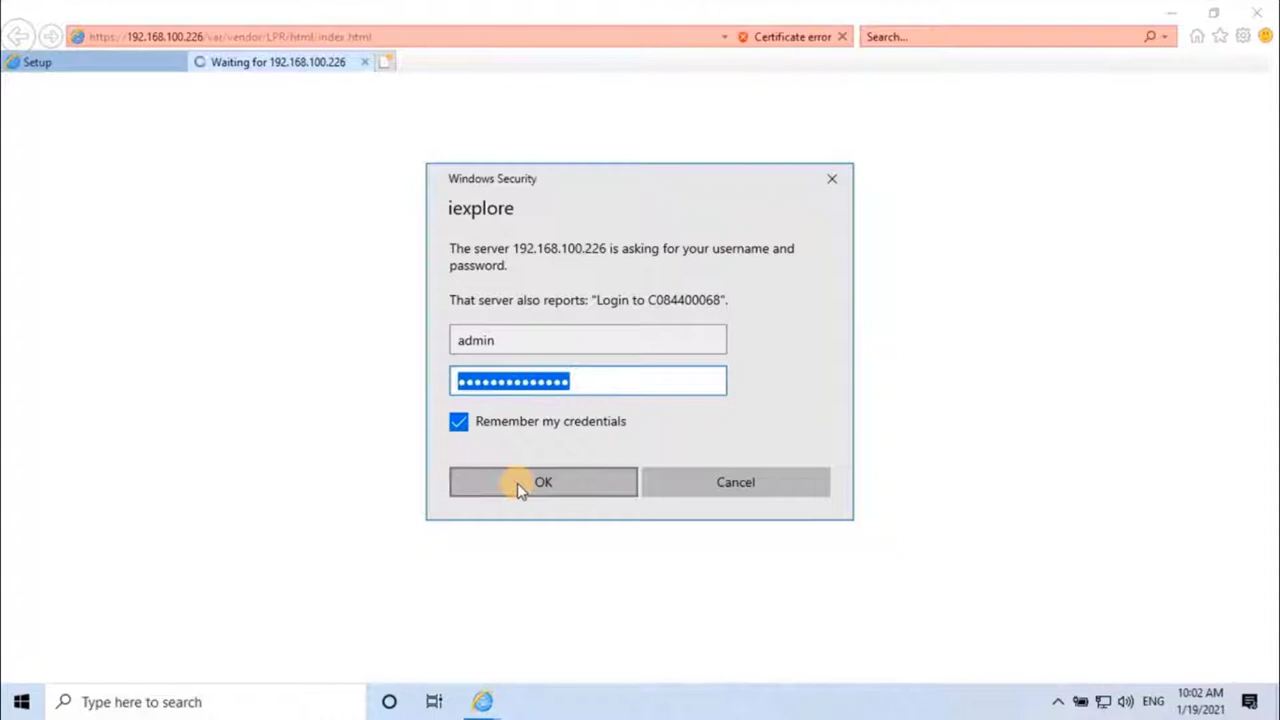 https://192.168.100.226/var/vendor/LPR/html/index.html
Certificate error
Search...
Setup
Waiting for 192.168.100.226
Windows Security
iexplore
The server 192.168.100.226 is asking for your username and
password.
That server also reports: "Login to C084400068".
admin
Remember my credentials
OK
Cancel
Type here to search
ENG
10:02 AM
1/19/2021